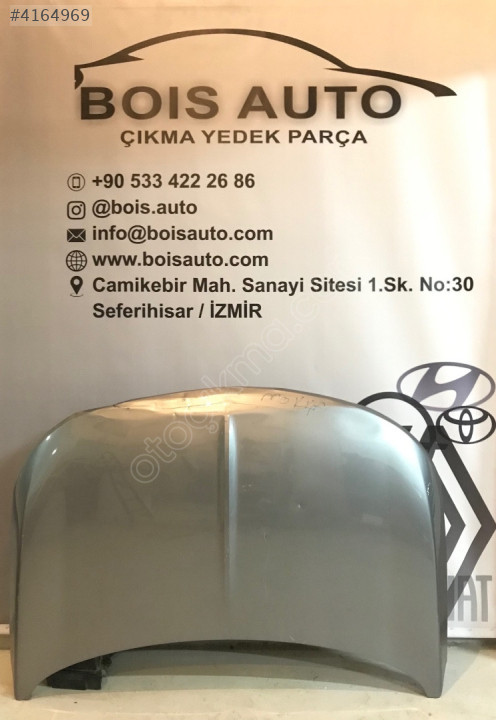 #4164969
BOIS AUTO
ÇIKMA YEDEK PARÇA
+90 533 422 26 86
@bois.auto
info@boisauto.com
www.boisauto.com
Camikebir Mah. Sanayi Sitesi 1.Sk. No:30
Seferihisar / İZMİR